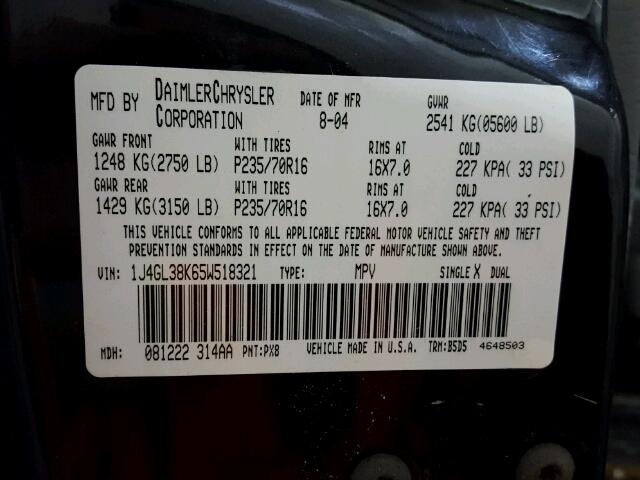 MFD BY DAIMLERCHRYSLER CORPORATION DATE OF MFR 8-04 GVWR 2541 KG(05600 LB)
GAWR FRONT WITH TIRES RIMS AT COLD
1248 KG(2750 LB) P235/70R16 16X7.0 227 KPA( 33 PSI)
GAWR REAR WITH TIRES RIMS AT COLD
1429 KG(3150 LB) P235/70R16 16X7.0 227 KPA( 33 PSI)
THIS VEHICLE CONFORMS TO ALL APPLICABLE FEDERAL MOTOR VEHICLE SAFETY AND THEFT
PREVENTION STANDARDS IN EFFECT ON THE DATE OF MANUFACTURE SHOWN ABOVE.
VIN: 1J4GL38K65W518321 TYPE: MPV SINGLE X DUAL
MDH: 081222 314AA PNT:PX8 VEHICLE MADE IN U.S.A. TRM:B5D5 4648503